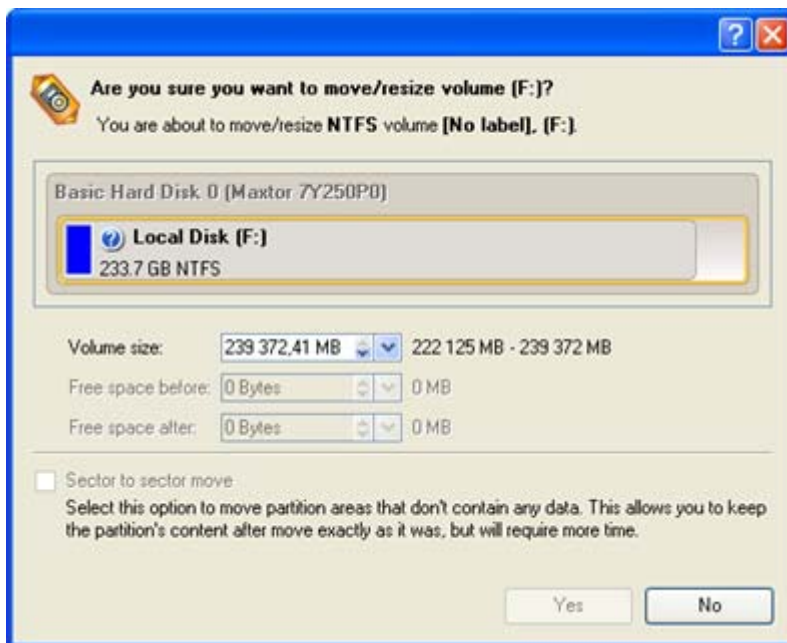 Are you sure you want to move/resize volume (F:)?
You are about to move/resize NTFS volume [No label], (F:).
Basic Hard Disk 0 (Maxtor 7Y250P0)
Local Disk (F:)
233.7 GB NTFS
Volume size: 239 372,41 MB 222 125 MB - 239 372 MB
Free space before: 0 Bytes 0 MB
Free space after: 0 Bytes 0 MB
Sector to sector move
Select this option to move partition areas that don't contain any data. This allows you to keep
the partition's content after move exactly as it was, but will require more time.
Yes No